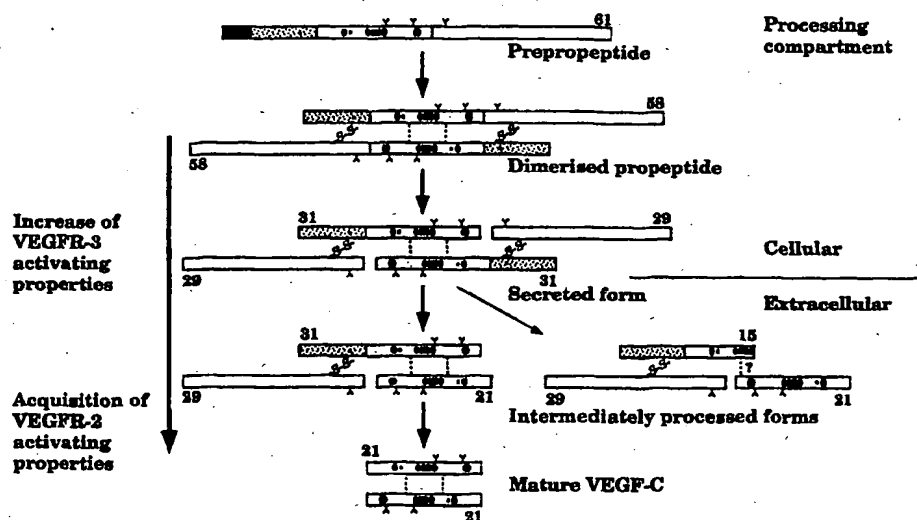 61
Processing
compartment
Prepropeptide
58
58
Dimerised propeptide
Increase of
VEGFR-3
activating
properties
31
29
29
31
Secreted form
Cellular
Extracellular
31
29
21
15
?
29
21
Intermediately processed forms
Acquisition of
VEGFR-2
activating
properties
21
21
Mature VEGF-C